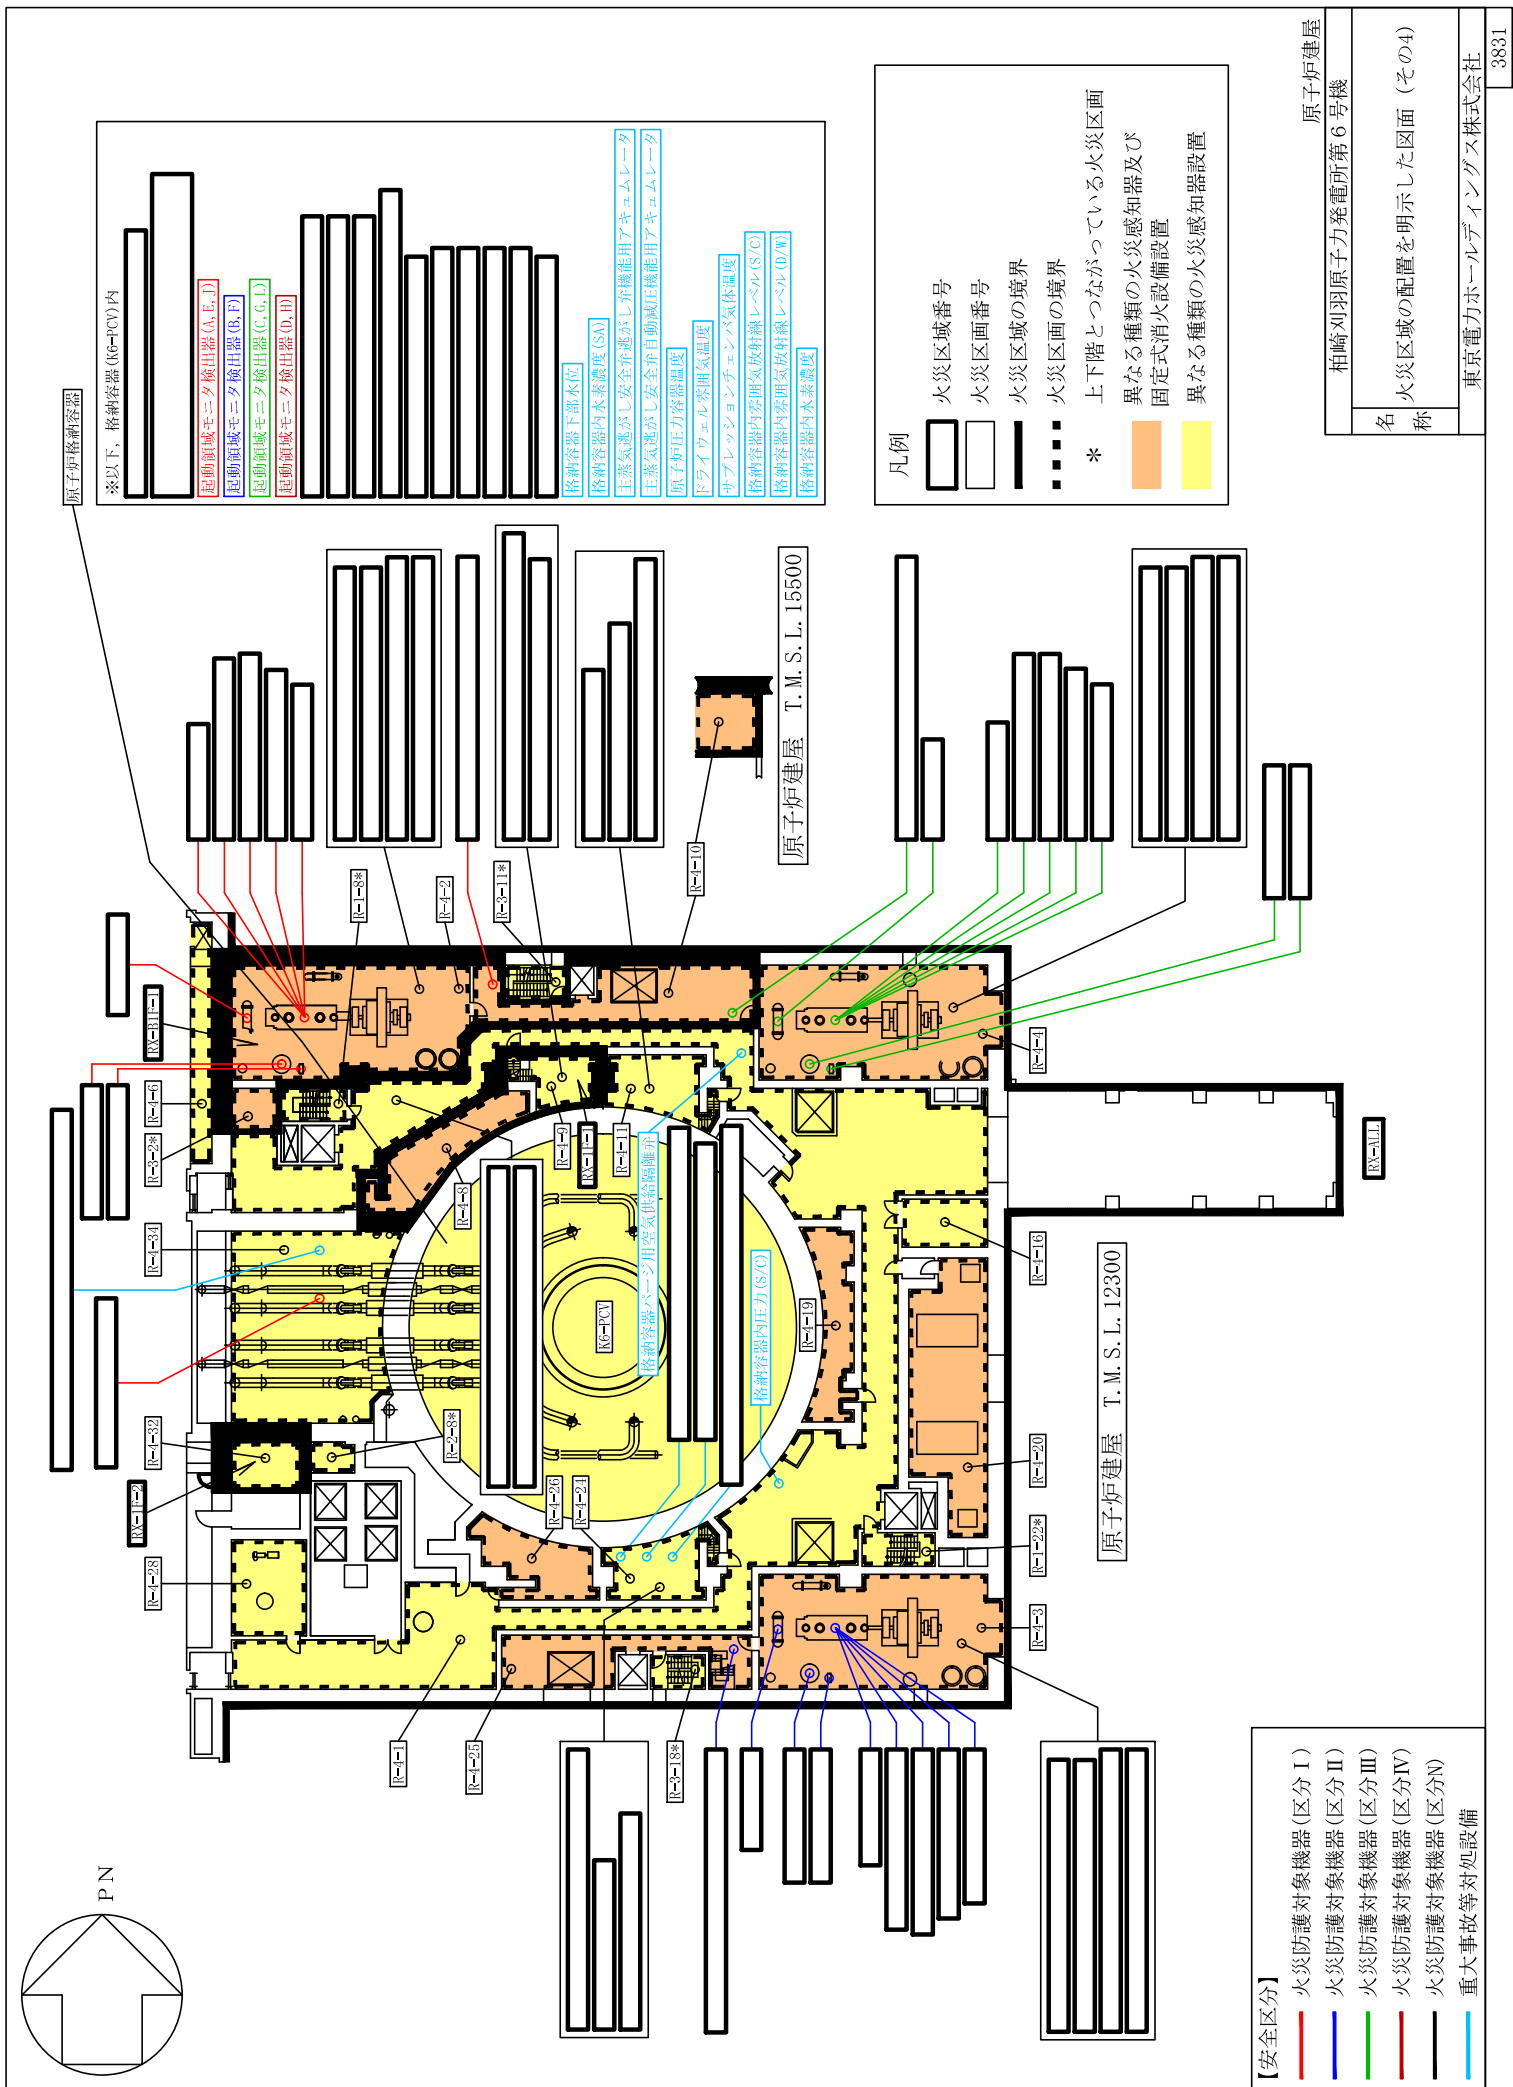 原子炉格納容器
※以下，格納容器(K6-PCV)内
起動領域モニタ検出器(A, E, J)
起動領域モニタ検出器(B, F)
起動領域モニタ検出器(C, G, L)
起動領域モニタ検出器(D, H)
格納容器下部水位
格納容器内水素濃度(SA)
主蒸気逃がし安全弁逃がし弁機能用アキュムレータ
主蒸気逃がし安全弁自動減圧機能用アキュムレータ
原子炉圧力容器温度
ドライウェル雰囲気温度
サプレッションチェンバ気体温度
格納容器内雰囲気放射線レベル(S/C)
格納容器内雰囲気放射線レベル(D/W)
格納容器内水素濃度
凡例
火災区域番号
火災区画番号
火災区域の境界
火災区画の境界
* 上下階とつながっている火災区画
異なる種類の火災感知器及び
固定式消火設備設置
異なる種類の火災感知器設置
RX-B1F-1
R-4-6
R-3-2*
R-4-34
R-4-32
RX-1F-2
R-4-28
R-1-8*
R-4-2
R-3-11*
R-4-10
原子炉建屋 T.M.S.L.15500
R-4-8
R-4-9
RX-1F-1
R-4-11
格納容器パージ用空気供給隔離弁
格納容器内圧力(S/C)
K6-PCV
R-2-8*
R-4-26
R-4-24
R-4-19
R-4-4
R-4-16
R-4-20
R-1-22*
R-4-3
R-4-1
R-4-25
R-3-18*
RX-ALL
原子炉建屋 T.M.S.L.12300
PN
【安全区分】
火災防護対象機器(区分Ⅰ)
火災防護対象機器(区分Ⅱ)
火災防護対象機器(区分Ⅲ)
火災防護対象機器(区分Ⅳ)
火災防護対象機器(区分N)
重大事故等対処設備
原子炉建屋
柏崎刈羽原子力発電所第6号機
名称
火災区域の配置を明示した図面（その4）
東京電力ホールディングス株式会社
3831